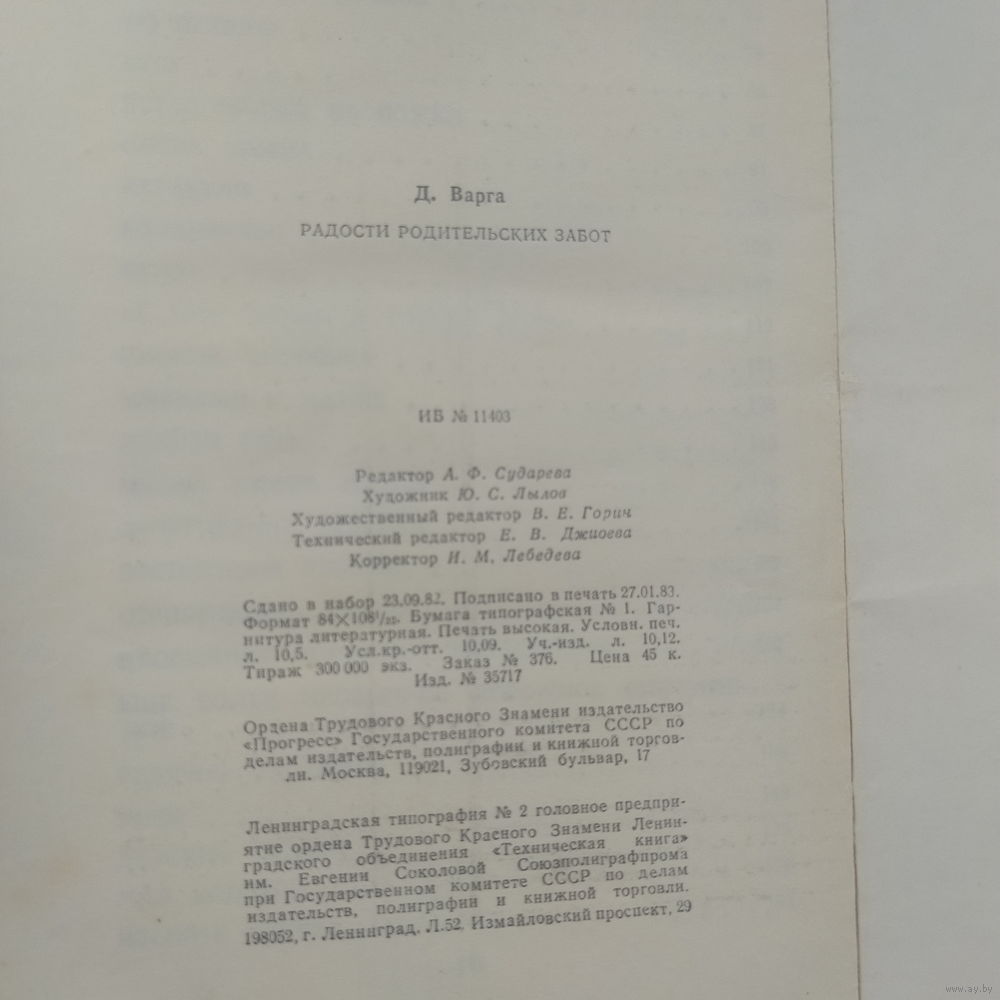 Д. Варга
РАДОСТИ РОДИТЕЛЬСКИХ ЗАБОТ
ИБ № 11403
Редактор А. Ф. Сударева
Художник Ю. С. Лылов
Художественный редактор В. Е. Горин
Технический редактор Е. В. Джиоева
Корректор И. М. Лебедева
Сдано в набор 23.09.82. Подписано в печать 27.01.83.
Формат 84×108¹/₃₂. Бумага типографская № 1. Гар-
нитура литературная. Печать высокая. Условн. печ.
л. 10,5. Усл.кр.-отт. 10,09. Уч.-изд. л. 10,12.
Тираж 300 000 экз. Заказ № 376. Цена 45 к.
Изд. № 35717
Ордена Трудового Красного Знамени издательство
«Прогресс» Государственного комитета СССР по
делам издательств, полиграфии и книжной торгов-
ли. Москва, 119021, Зубовский бульвар, 17
Ленинградская типография № 2 головное предпри-
ятие ордена Трудового Красного Знамени Ленин-
градского объединения «Техническая книга»
им. Евгении Соколовой Союзполиграфпрома
при Государственном комитете СССР по делам
издательств, полиграфии и книжной торговли.
198052, г. Ленинград. Л.52. Измайловский проспект, 29
www.ay.by